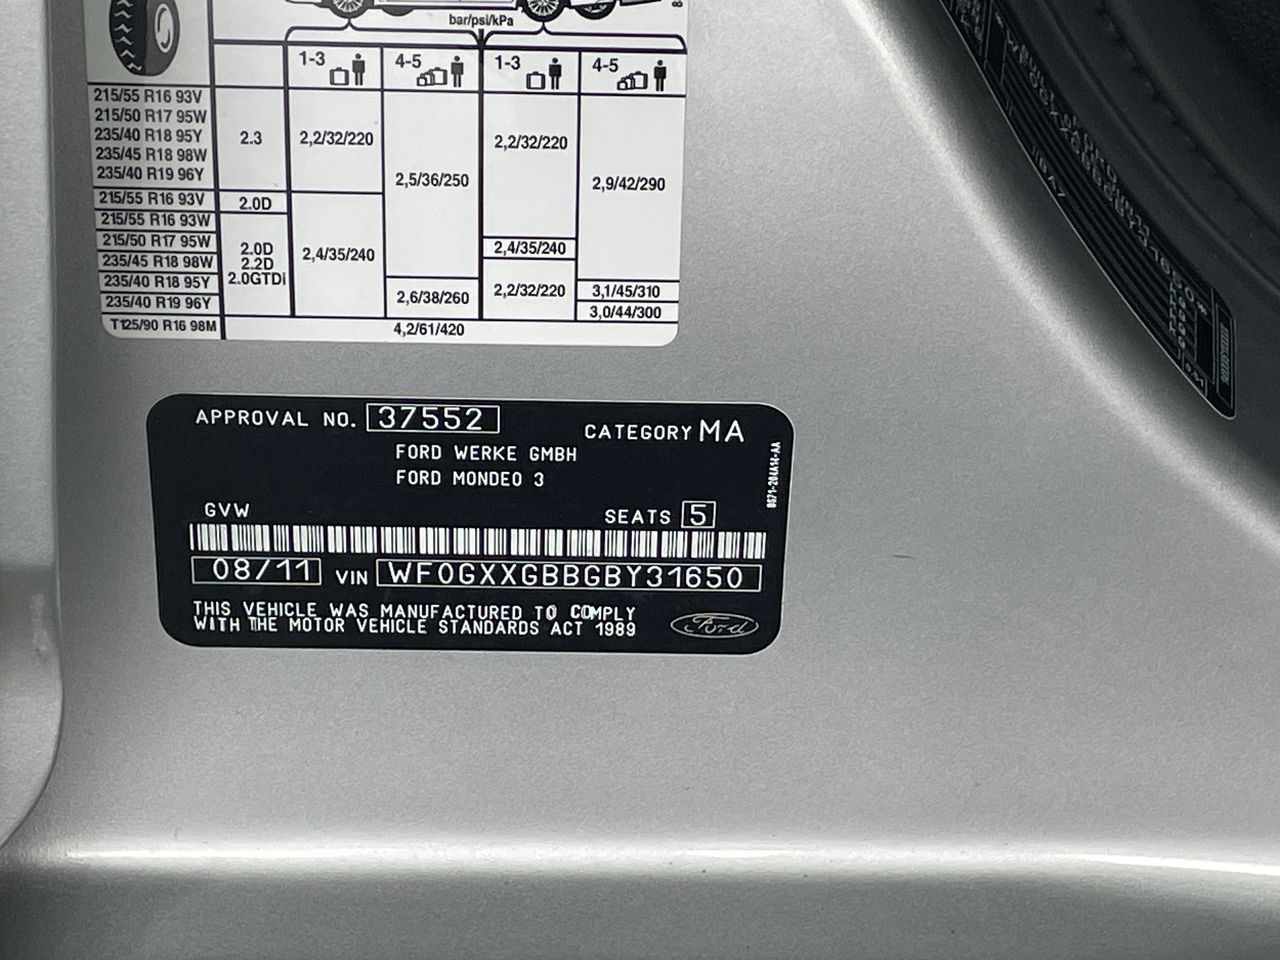 bar/psi/kPa
1-3 4-5 1-3 4-5
215/55 R16 93V
215/50 R17 95W
235/40 R18 95Y
235/45 R18 98W
235/40 R19 96Y
2.3
2,2/32/220
2,5/36/250
2,2/32/220
2,9/42/290
215/55 R16 93V 2.0D
215/55 R16 93W
215/50 R17 95W
235/45 R18 98W
235/40 R18 95Y
235/40 R19 96Y
2.0D
2.2D
2.0GTDi
2,4/35/240
2,6/38/260
2,4/35/240
2,2/32/220
3,1/45/310
3,0/44/300
T125/90 R16 98M 4,2/61/420
APPROVAL NO. 37552 CATEGORY MA
FORD WERKE GMBH
FORD MONDEO 3
GVW SEATS 5
08/11 VIN WF0GXXGBBGBY31650
THIS VEHICLE WAS MANUFACTURED TO COMPLY
WITH THE MOTOR VEHICLE STANDARDS ACT 1989
Ford